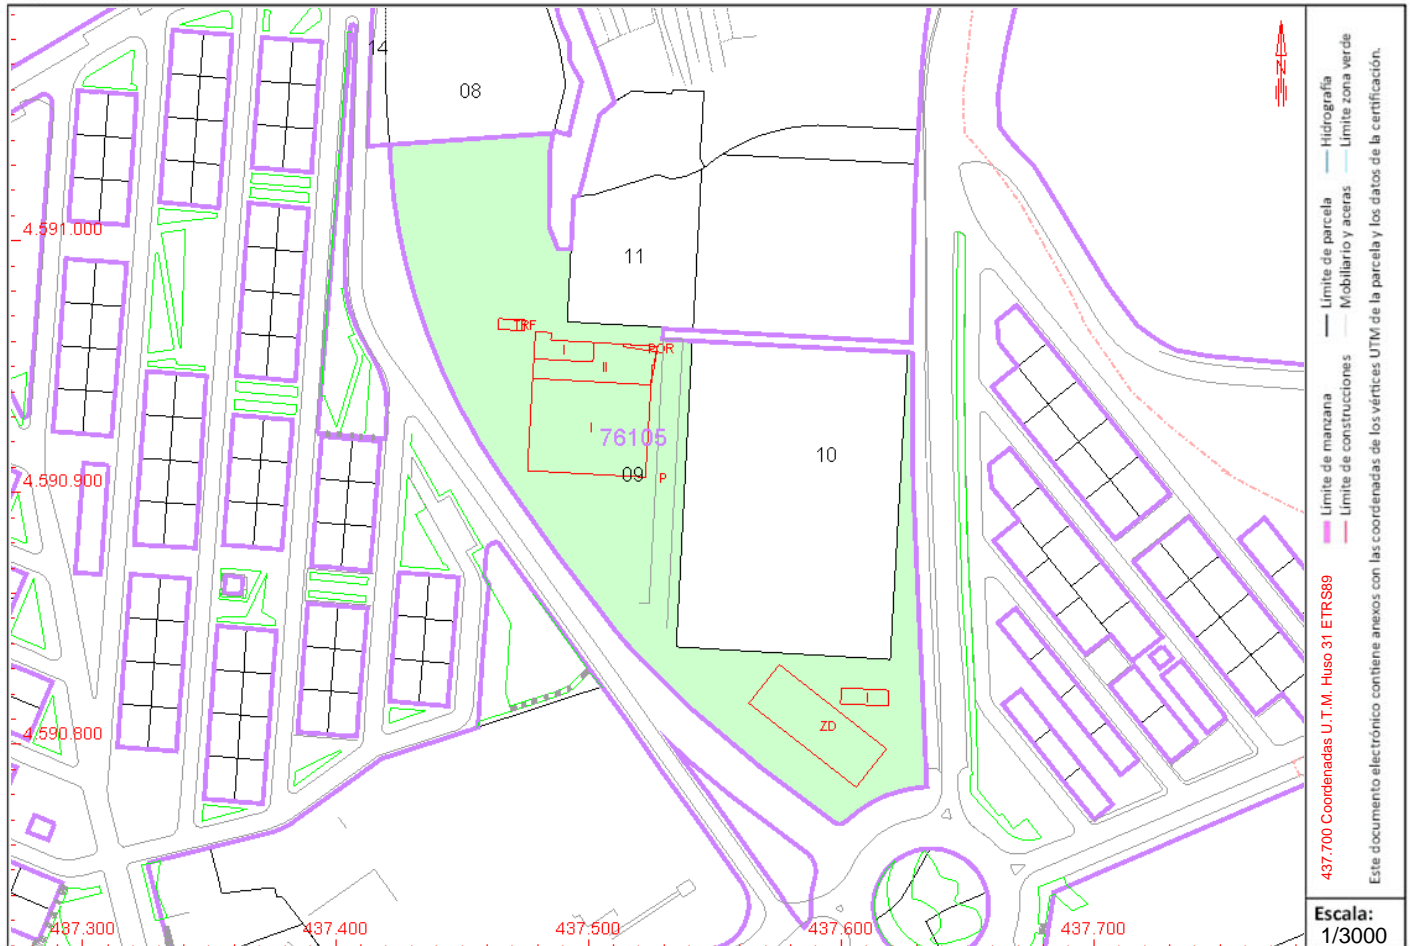 14
08
4.591.000
11
TRF
I
POR
II
I
76105
10
09
P
4.590.900
4.590.800
I
ZD
437.300
437.400
437.500
437.600
437.700
N
Límite de manzana
Límite de parcela
Hidrografía
Límite de construcciones
Mobiliario y aceras
Límite zona verde
437.700 Coordenadas U.T.M. Huso 31 ETRS89
Este documento electrónico contiene anexos con las coordenadas de los vértices UTM de la parcela y los datos de la certificación.
Escala:
1/3000